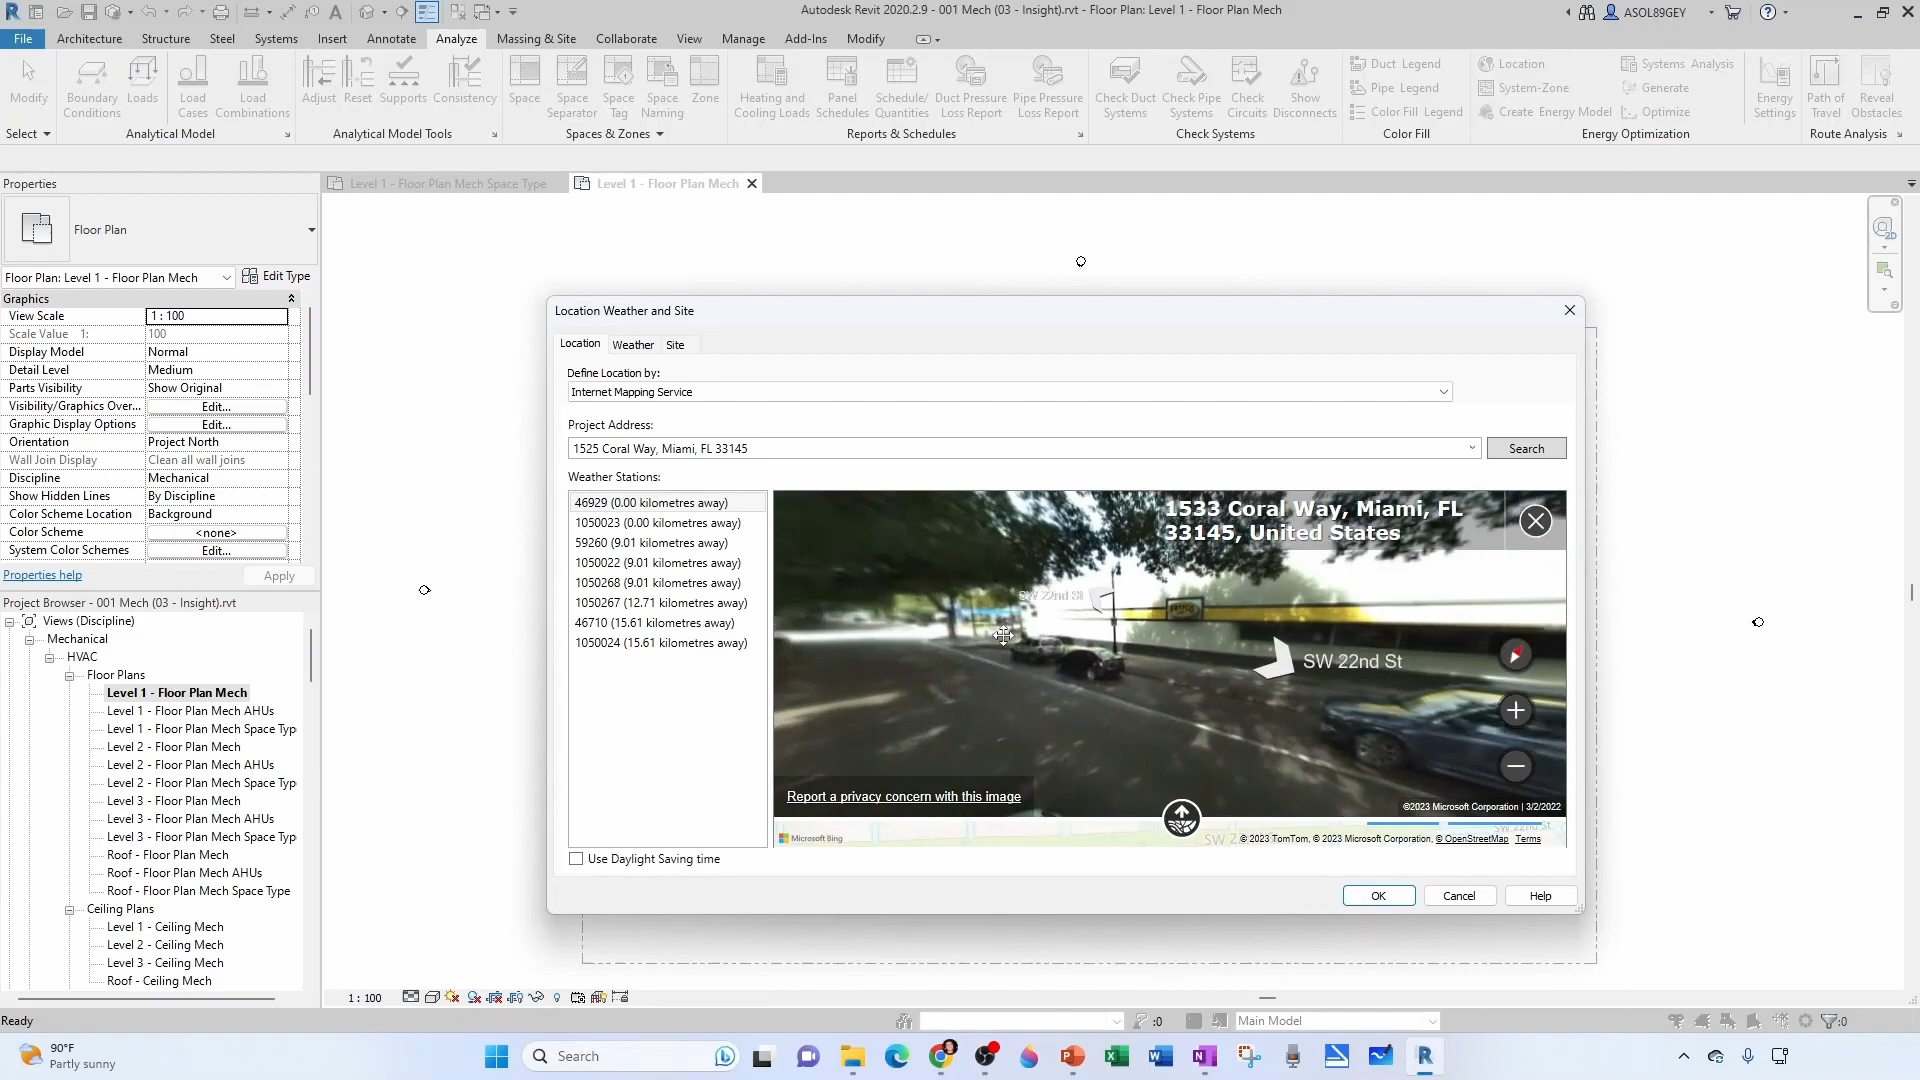 Autodesk Revit 2020.2.9 - 001 Mech (03 - Insight).rvt - Floor Plan: Level 1 - Floor Plan Mech
ASOL89GEY
File Architecture Structure Steel Systems Insert Annotate Analyze Massing & Site Collaborate View Manage Add-Ins Modify
Modify
Boundary Conditions
Loads
Load Cases
Load Combinations
Adjust
Reset
Supports
Consistency
Space
Space Separator
Space Tag
Space Naming
Zone
Heating and Cooling Loads
Panel Schedules
Schedule/ Quantities
Duct Pressure Loss Report
Pipe Pressure Loss Report
Check Duct Systems
Check Pipe Systems
Check Circuits
Show Disconnects
Duct Legend
Pipe Legend
Color Fill Legend
Location
System-Zone
Create Energy Model
Systems Analysis
Generate
Optimize
Energy Settings
Path of Travel
Reveal Obstacles
Select
Analytical Model
Analytical Model Tools
Spaces & Zones
Reports & Schedules
Check Systems
Color Fill
Energy Optimization
Route Analysis
Properties
Level 1 - Floor Plan Mech Space Type
Level 1 - Floor Plan Mech
Floor Plan
Floor Plan: Level 1 - Floor Plan Mech
Edit Type
Graphics
View Scale 1 : 100
Scale Value 1: 100
Display Model Normal
Detail Level Medium
Parts Visibility Show Original
Visibility/Graphics Over... Edit...
Graphic Display Options Edit...
Orientation Project North
Wall Join Display Clean all wall joins
Discipline Mechanical
Show Hidden Lines By Discipline
Color Scheme Location Background
Color Scheme <none>
System Color Schemes Edit...
Properties help
Apply
Project Browser - 001 Mech (03 - Insight).rvt
Views (Discipline)
Mechanical
HVAC
Floor Plans
Level 1 - Floor Plan Mech
Level 1 - Floor Plan Mech AHUs
Level 1 - Floor Plan Mech Space Typ
Level 2 - Floor Plan Mech
Level 2 - Floor Plan Mech AHUs
Level 2 - Floor Plan Mech Space Typ
Level 3 - Floor Plan Mech
Level 3 - Floor Plan Mech AHUs
Level 3 - Floor Plan Mech Space Typ
Roof - Floor Plan Mech
Roof - Floor Plan Mech AHUs
Roof - Floor Plan Mech Space Type
Ceiling Plans
Level 1 - Ceiling Mech
Level 2 - Ceiling Mech
Level 3 - Ceiling Mech
Roof - Ceiling Mech
Location Weather and Site
Location Weather Site
Define Location by:
Internet Mapping Service
Project Address:
1525 Coral Way, Miami, FL 33145
Search
Weather Stations:
46929 (0.00 kilometres away)
1050023 (0.00 kilometres away)
59260 (9.01 kilometres away)
1050022 (9.01 kilometres away)
1050268 (9.01 kilometres away)
1050267 (12.71 kilometres away)
46710 (15.61 kilometres away)
1050024 (15.61 kilometres away)
1533 Coral Way, Miami, FL
33145, United States
SW 22nd St
SW 22nd St
Report a privacy concern with this image
©2023 Microsoft Corporation | 3/2/2022
Microsoft Bing
SW 2
SW 22nd St
© 2023 TomTom, © 2023 Microsoft Corporation, © OpenStreetMap Terms
Use Daylight Saving time
OK
Cancel
Help
1 : 100
Ready
:0
Main Model
:0
90°F
Partly sunny
Search